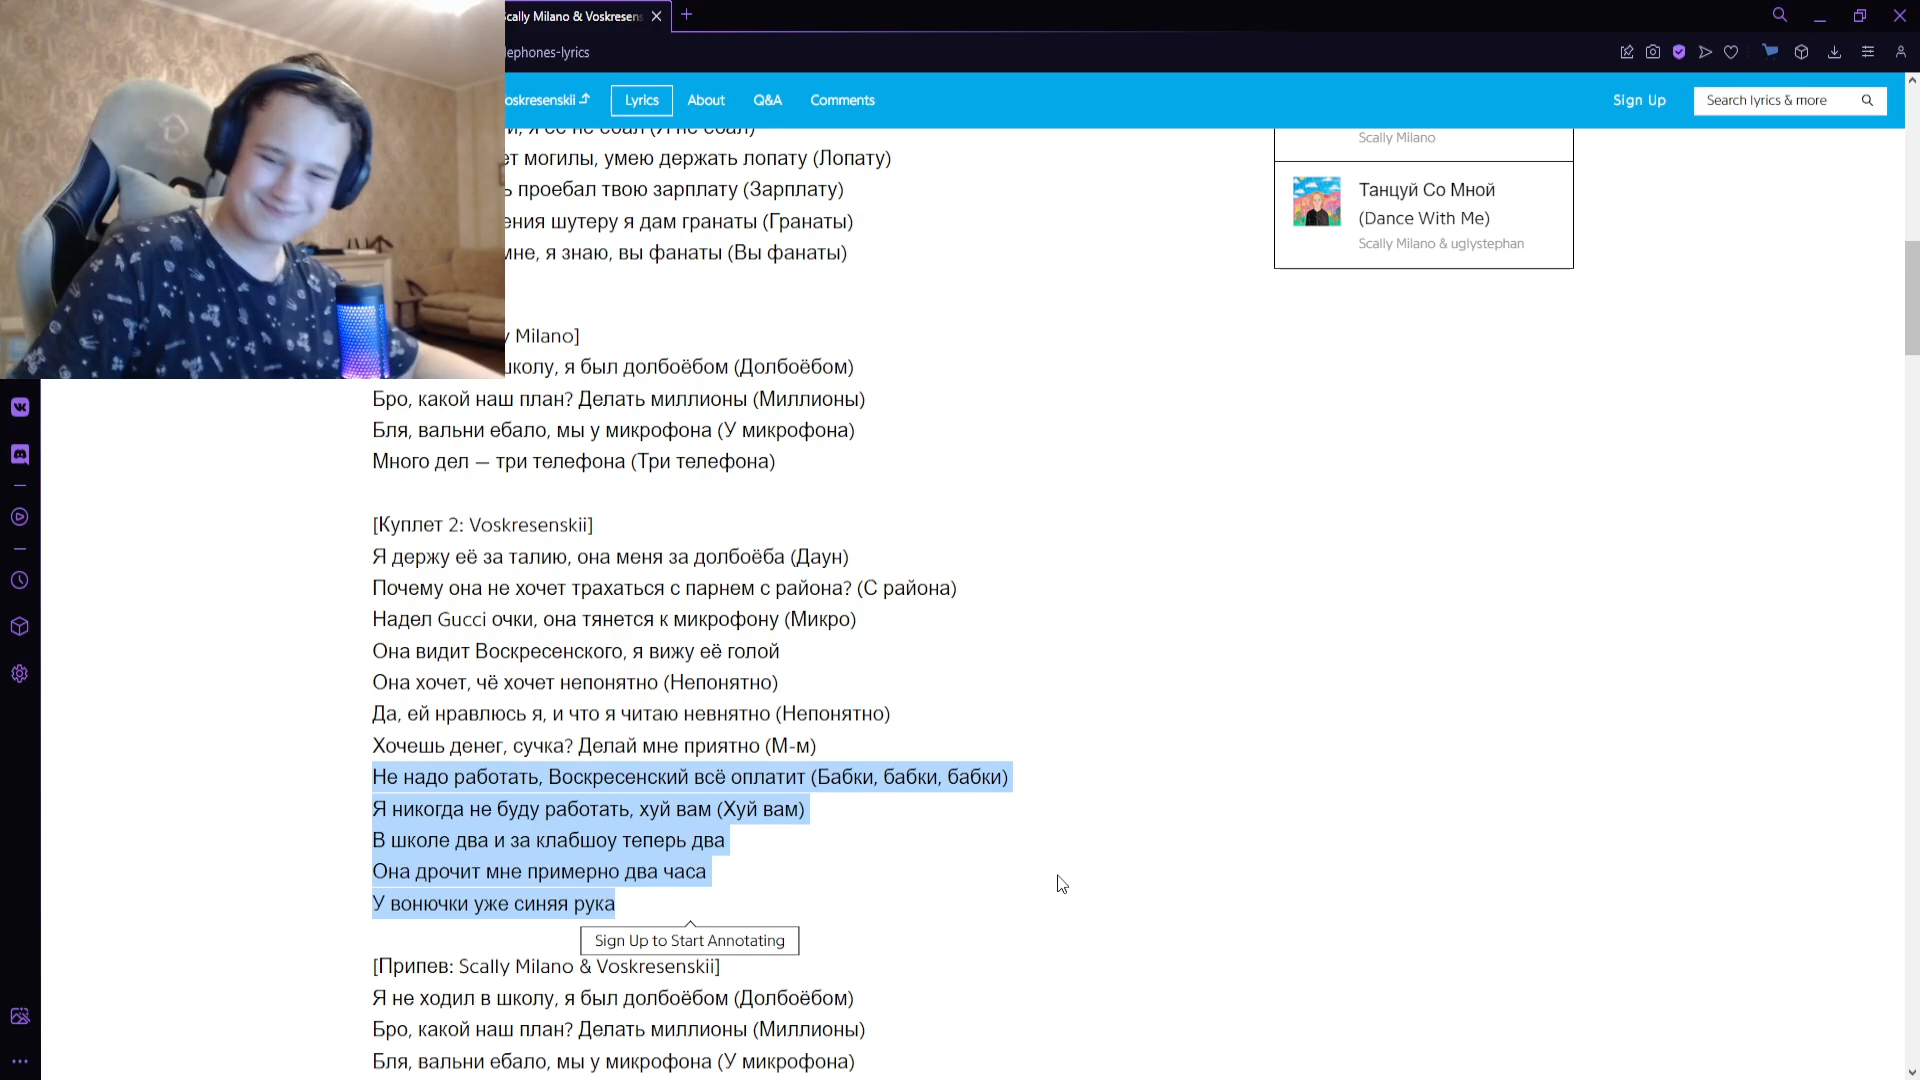 Scally Milano & Voskresens
lephones-lyrics
oskresenskii
Lyrics
About
Q&A
Comments
Sign Up
Search lyrics & more
Scally Milano
Танцуй Со Мной
(Dance With Me)
Scally Milano & uglystephan
ет могилы, умею держать лопату (Лопату)
ь проебал твою зарплату (Зарплату)
ения шутеру я дам гранаты (Гранаты)
мне, я знаю, вы фанаты (Вы фанаты)
y Milano]
школу, я был долбоёбом (Долбоёбом)
Бро, какой наш план? Делать миллионы (Миллионы)
Бля, вальни ебало, мы у микрофона (У микрофона)
Много дел — три телефона (Три телефона)
[Куплет 2: Voskresenskii]
Я держу её за талию, она меня за долбоёба (Даун)
Почему она не хочет трахаться с парнем с района? (С района)
Надел Gucci очки, она тянется к микрофону (Микро)
Она видит Воскресенского, я вижу её голой
Она хочет, чё хочет непонятно (Непонятно)
Да, ей нравлюсь я, и что я читаю невнятно (Непонятно)
Хочешь денег, сучка? Делай мне приятно (М-м)
Не надо работать, Воскресенский всё оплатит (Бабки, бабки, бабки)
Я никогда не буду работать, хуй вам (Хуй вам)
В школе два и за клабшоу теперь два
Она дрочит мне примерно два часа
У вонючки уже синяя рука
Sign Up to Start Annotating
[Припев: Scally Milano & Voskresenskii]
Я не ходил в школу, я был долбоёбом (Долбоёбом)
Бро, какой наш план? Делать миллионы (Миллионы)
Бля, вальни ебало, мы у микрофона (У микрофона)